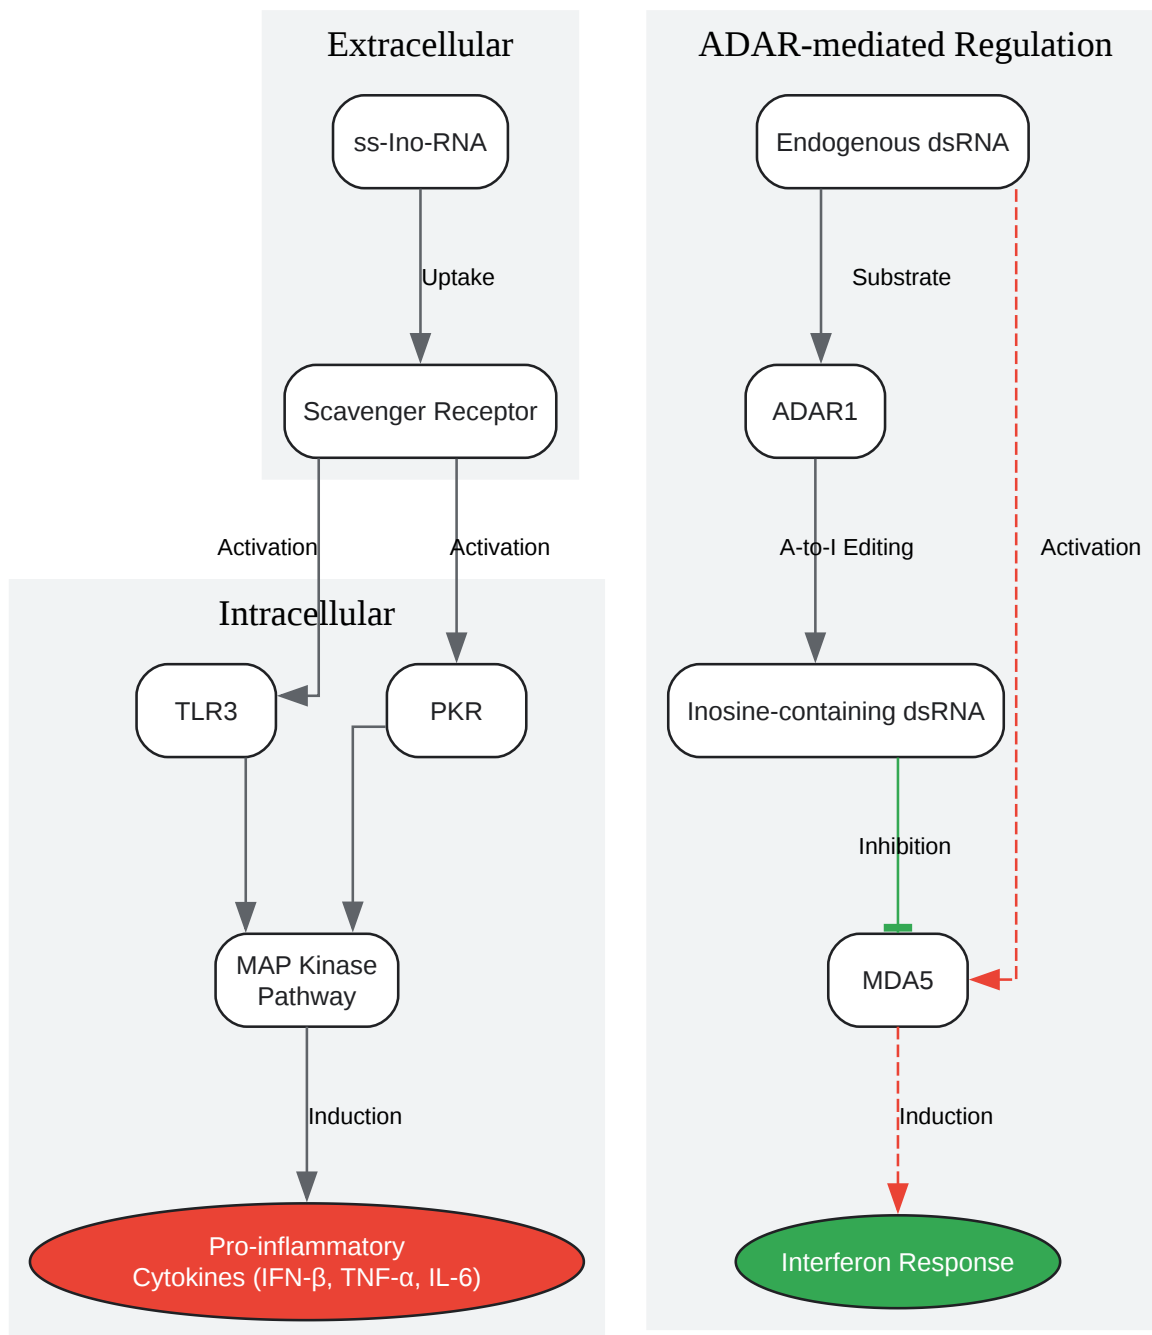 Extracellular
ss-Ino-RNA
Uptake
Scavenger Receptor
Activation
Activation
Intracellular
TLR3
PKR
MAP Kinase
Pathway
Induction
Pro-inflammatory
Cytokines (IFN-β, TNF-α, IL-6)
ADAR-mediated Regulation
Endogenous dsRNA
Substrate
ADAR1
A-to-I Editing
Activation
Inosine-containing dsRNA
Inhibition
MDA5
Induction
Interferon Response